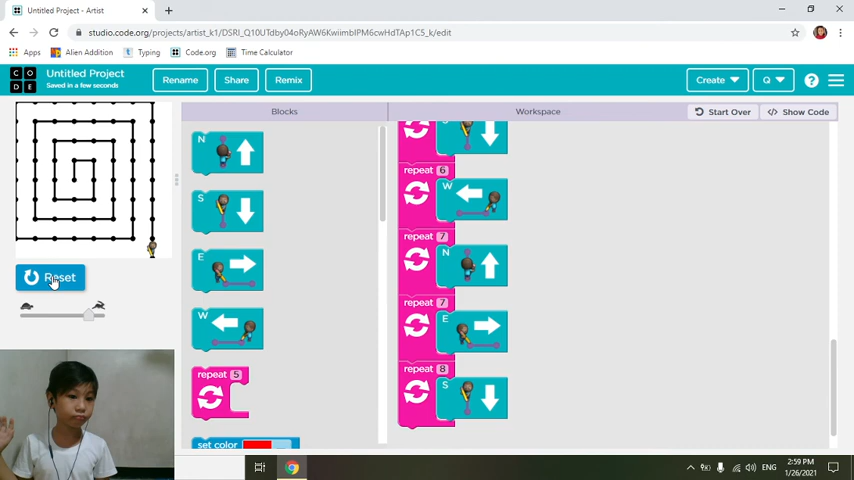 Untitled Project - Artist
studio.code.org/projects/artist_k1/DSRI_Q10UTdby04oRyAW6KwiimbIPM6cwHdTAp1C5_k/edit
Apps Alien Addition Typing Code.org Time Calculator
C O
D E
Untitled Project
Saved in a few seconds
Rename Share Remix Create Q ?
Blocks Workspace Start Over </> Show Code
N
S
E
W
repeat 5
set color
repeat 6
W
repeat 7
N
repeat 7
E
repeat 8
S
Reset
ENG
2:59 PM
1/26/2021